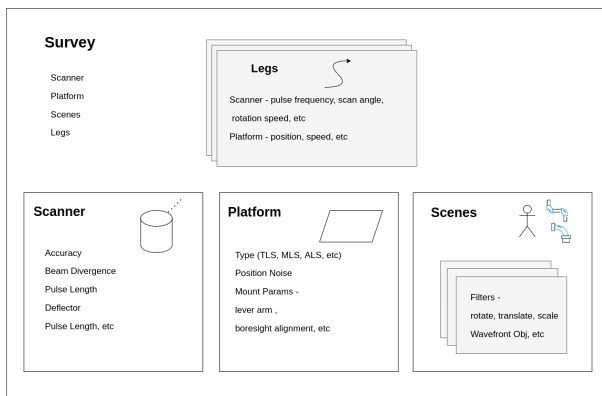 Survey
Scanner
Platform
Scenes
Legs
Legs
Scanner - pulse frequency, scan angle,
rotation speed, etc
Platform - position, speed, etc
Scanner
Accuracy
Beam Divergence
Pulse Length
Deflector
Pulse Length, etc
Platform
Type (TLS, MLS, ALS, etc)
Position Noise
Mount Params -
lever arm ,
boresight alignment, etc
Scenes
Filters -
rotate, translate, scale
Wavefront Obj, etc